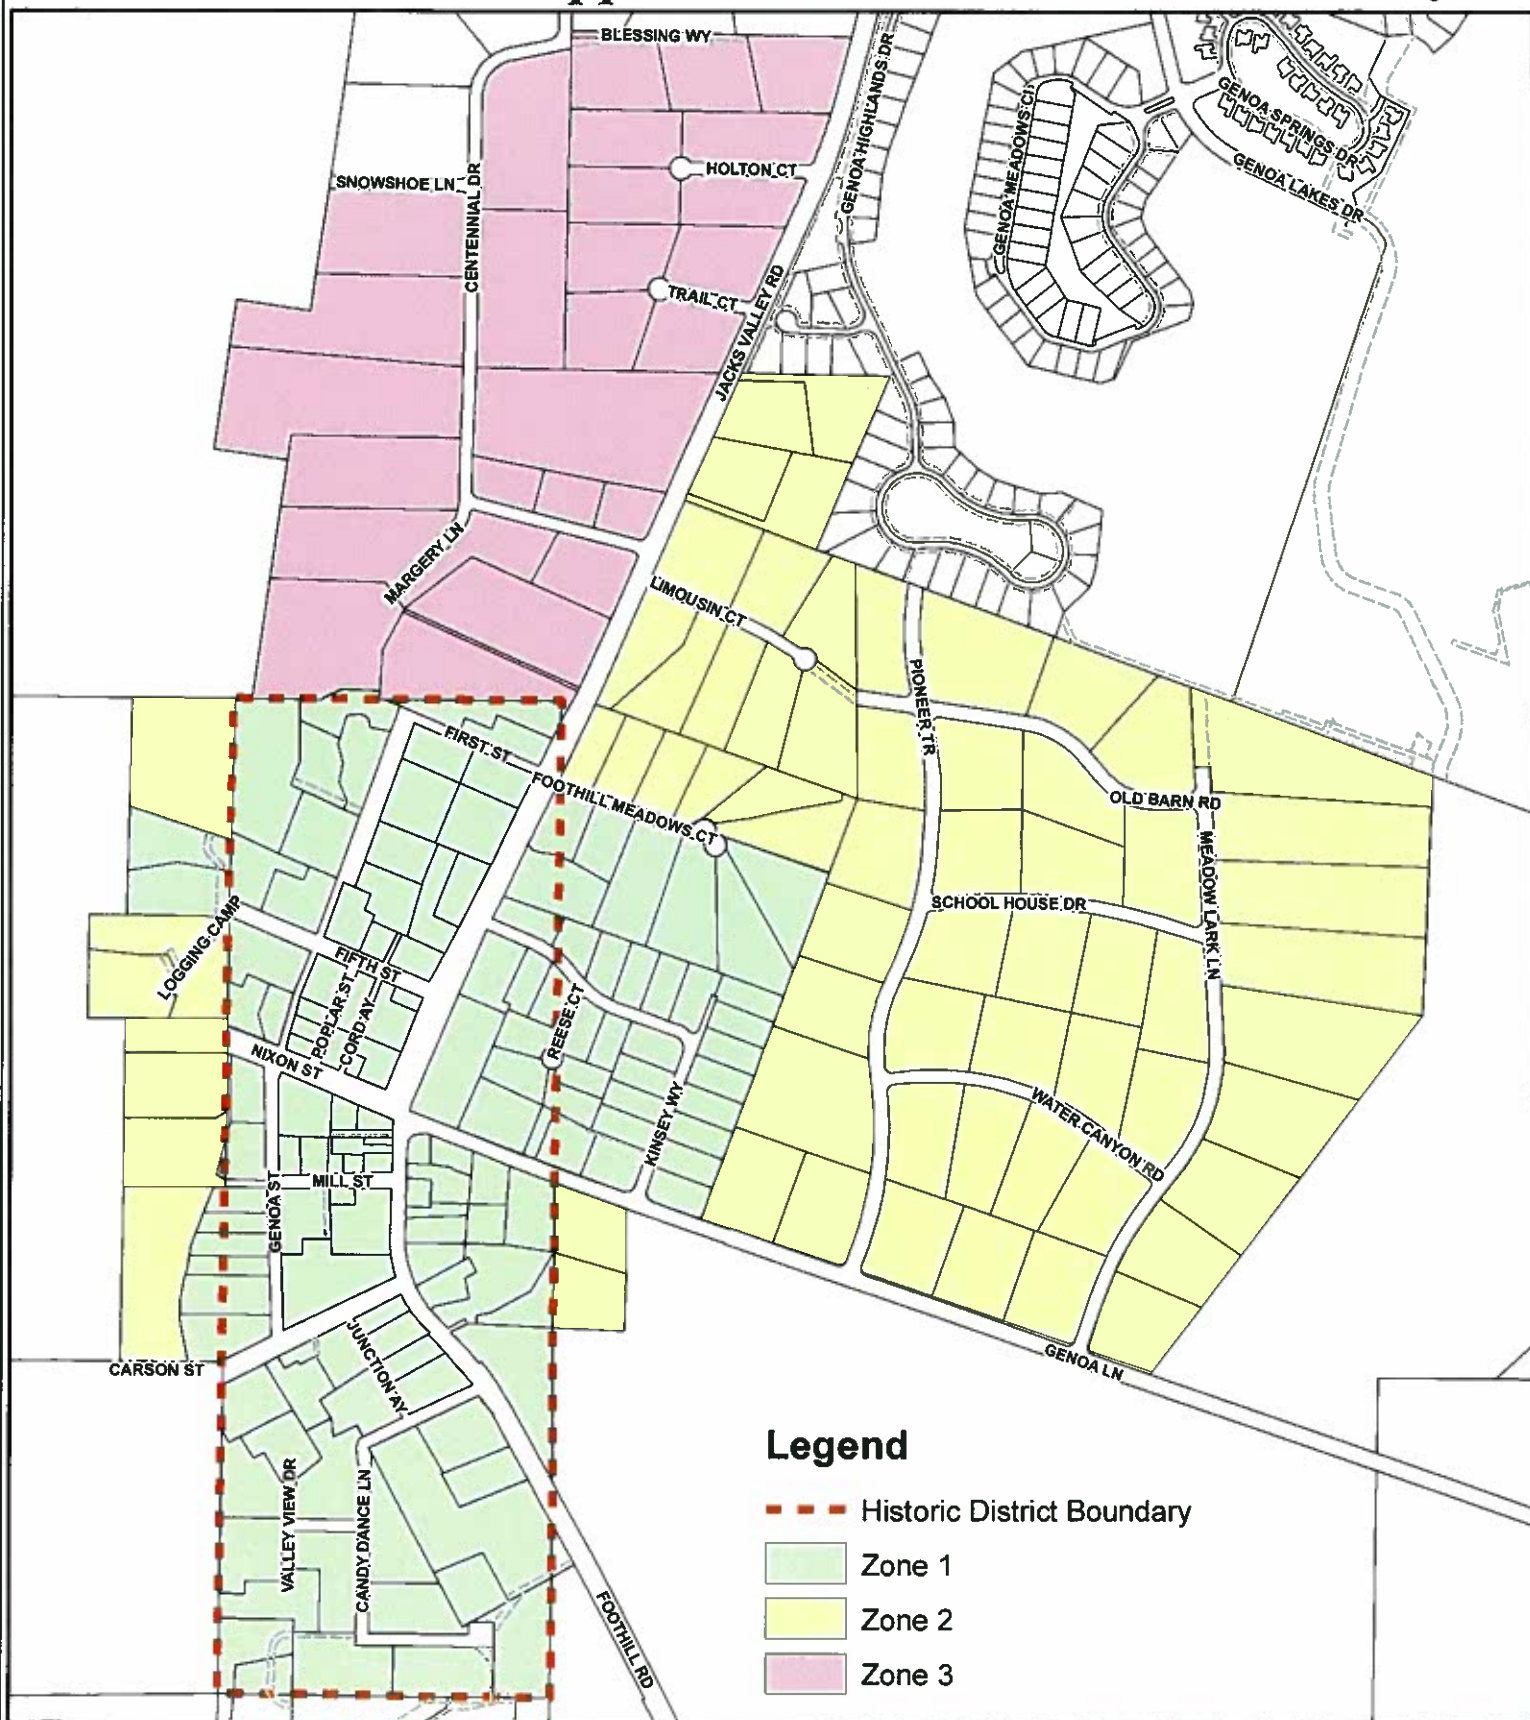 BLESSING WY
GENOA HIGHLANDS DR
GENOA MEADOWS CI
GENOA SPRINGS DR
GENOA LAKES DR
HOLTON CT
SNOWSHOE LN
CENTENNIAL DR
TRAIL CT
JACKS VALLEY RD
MARGERY LN
LIMOUSIN CT
PIONEER TR
FIRST ST
FOOTHILL MEADOWS CT
OLD BARN RD
MEADOW LARK LN
SCHOOL HOUSE DR
LOGGING CAMP
FIFTH ST
POPLAR ST
CORD AY
REESE CT
NIXON ST
KINSEY WY
WATER CANYON RD
MILL ST
GENOA ST
JUNCTION AY
CARSON ST
GENOA LN
VALLEY VIEW DR
CANDY DANCE LN
FOOTHILL RD
Legend
Historic District Boundary
Zone 1
Zone 2
Zone 3